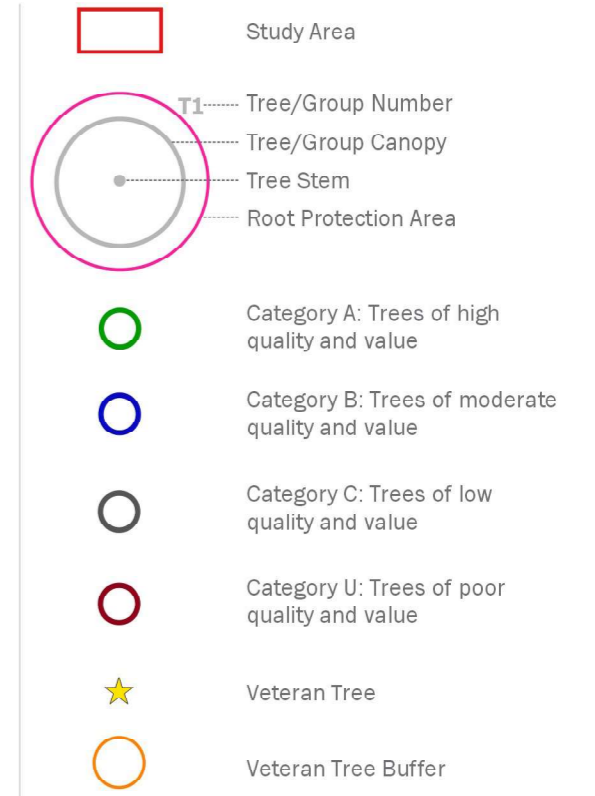 Study Area
T1
Tree/Group Number
Tree/Group Canopy
Tree Stem
Root Protection Area
Category A: Trees of high
quality and value
Category B: Trees of moderate
quality and value
Category C: Trees of low
quality and value
Category U: Trees of poor
quality and value
Veteran Tree
Veteran Tree Buffer